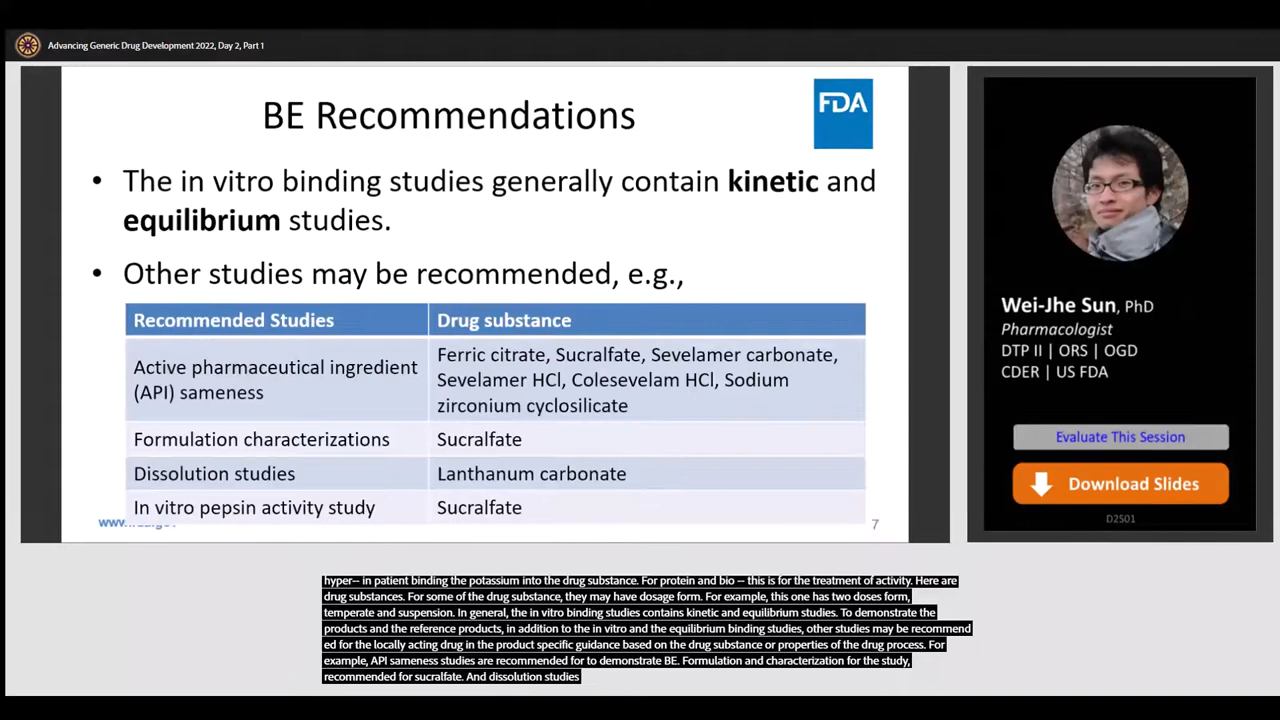 Advancing Generic Drug Development 2022, Day 2, Part 1
BE Recommendations
FDA
• The in vitro binding studies generally contain kinetic and
equilibrium studies.
• Other studies may be recommended, e.g.,
Recommended Studies
Drug substance
Active pharmaceutical ingredient
(API) sameness
Ferric citrate, Sucralfate, Sevelamer carbonate,
Sevelamer HCl, Colesevelam HCl, Sodium
zirconium cyclosilicate
Formulation characterizations
Sucralfate
Dissolution studies
Lanthanum carbonate
In vitro pepsin activity study
Sucralfate
7
Wei-Jhe Sun, PhD
Pharmacologist
DTP II | ORS | OGD
CDER | US FDA
Evaluate This Session
Download Slides
D2S01
hyper-- in patient binding the potassium into the drug substance. For protein and bio -- this is for the treatment of activity. Here are
drug substances. For some of the drug substance, they may have dosage form. For example, this one has two doses form,
temperate and suspension. In general, the in vitro binding studies contains kinetic and equilibrium studies. To demonstrate the
products and the reference products, in addition to the in vitro and the equilibrium binding studies, other studies may be recommend
ed for the locally acting drug in the product specific guidance based on the drug substance or properties of the drug process. For
example, API sameness studies are recommended for to demonstrate BE. Formulation and characterization for the study,
recommended for sucralfate. And dissolution studies